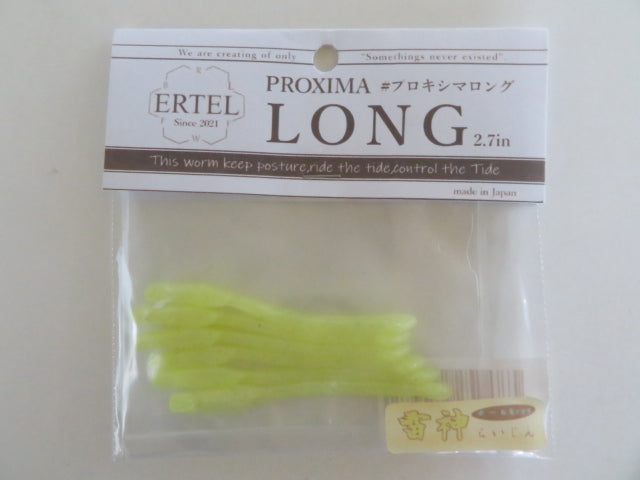 We are creating of only "Somethings never existed".
R
B F
ERTEL
Since 2021
F F
W
PROXIMA #プロキシマロング
LONG 2.7in
This worm keep posture,ride the tide,control the Tide
made in Japan
雷神
らいじん